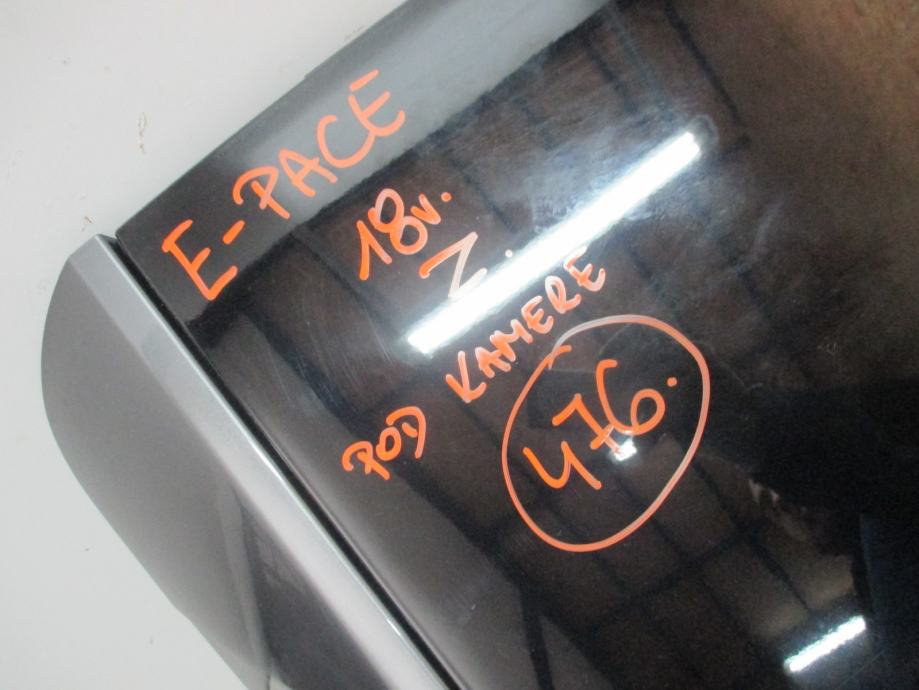 E-PACE
18v.
Z.
POD KAMERE
476.